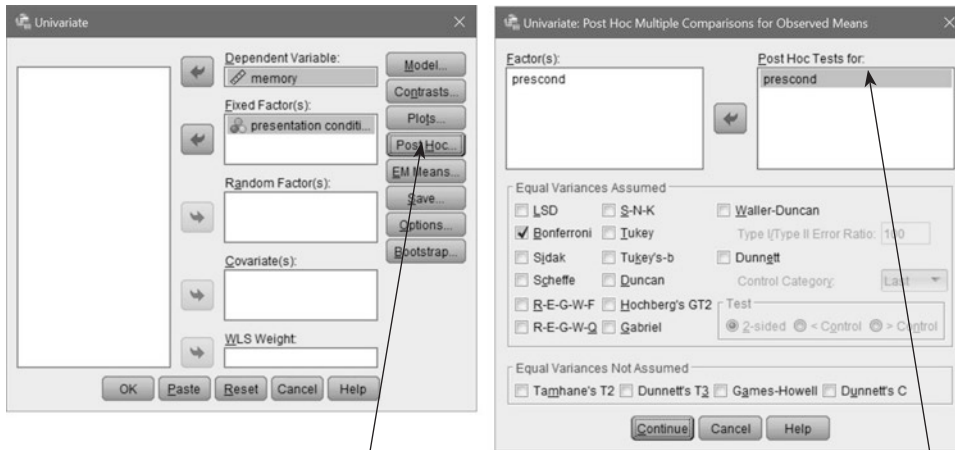 Univariate
Dependent Variable:
memory
Fixed Factor(s):
presentation conditi...
Random Factor(s):
Covariate(s):
WLS Weight:
Model...
Contrasts...
Plots...
Post Hoc...
EM Means...
Save...
Options...
Bootstrap...
OK Paste Reset Cancel Help
Univariate: Post Hoc Multiple Comparisons for Observed Means
Factor(s):
prescond
Post Hoc Tests for:
prescond
Equal Variances Assumed
LSD S-N-K Waller-Duncan
Bonferroni Tukey Type I/Type II Error Ratio: 100
Sidak Tukey's-b Dunnett
Scheffe Duncan Control Category: Last
R-E-G-W-F Hochberg's GT2 Test
R-E-G-W-Q Gabriel 2-sided < Control > Control
Equal Variances Not Assumed
Tamhane's T2 Dunnett's T3 Games-Howell Dunnett's C
Continue Cancel Help